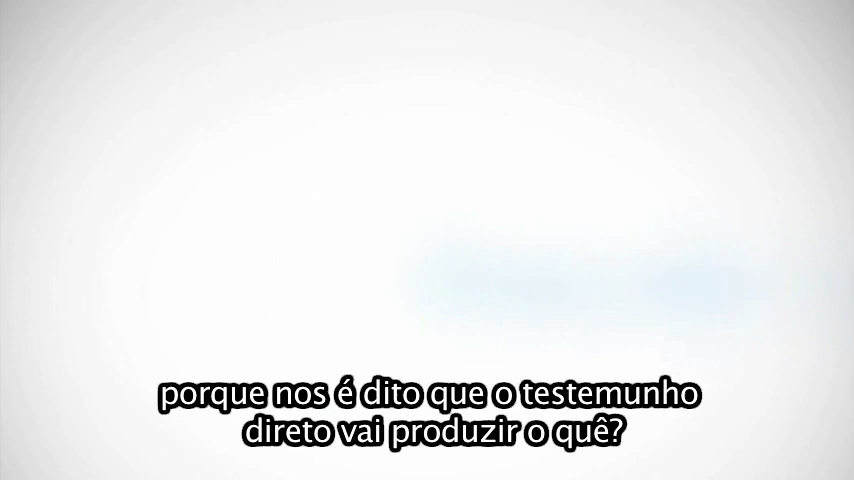 porque nos é dito que o testemunho
direto vai produzir o quê?